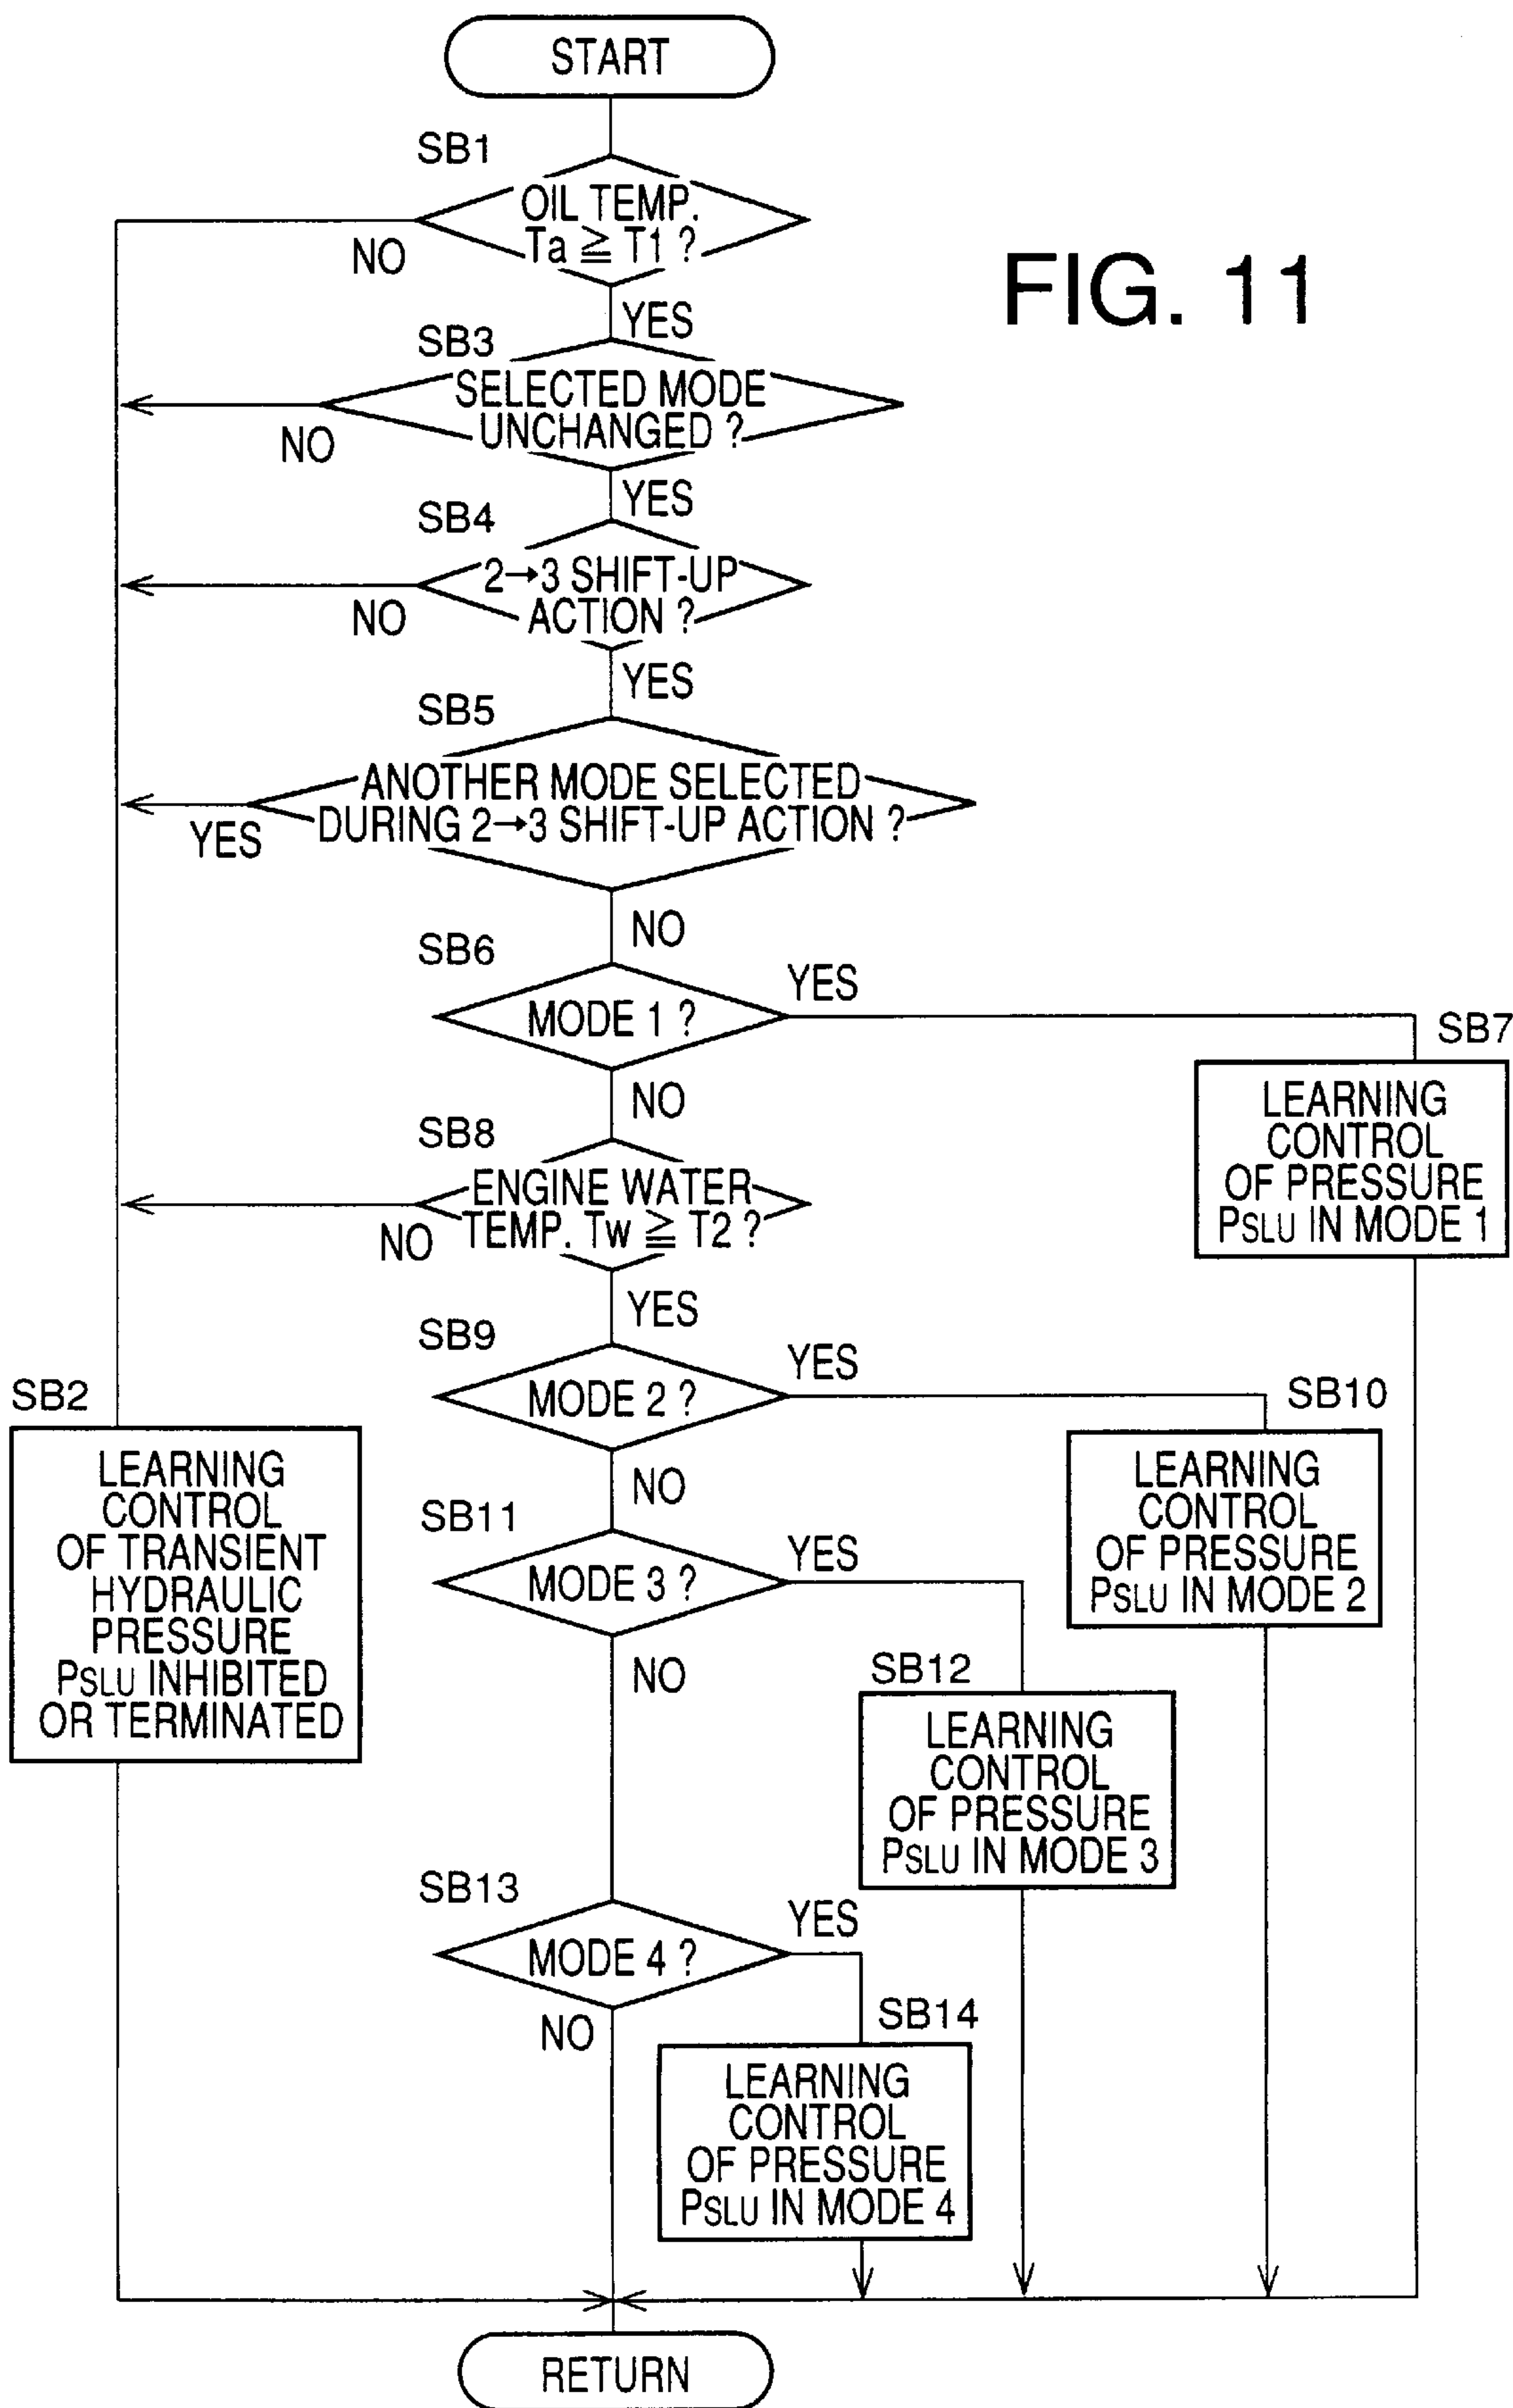 START
SB1
OIL TEMP.
Ta ≧ T1 ?
NO
YES
FIG. 11
SB3
SELECTED MODE
UNCHANGED ?
NO
YES
SB4
2→3 SHIFT-UP
ACTION ?
NO
YES
SB5
ANOTHER MODE SELECTED
DURING 2→3 SHIFT-UP ACTION ?
YES
NO
SB6
MODE 1 ?
YES
NO
SB7
LEARNING
CONTROL
OF PRESSURE
PSLU IN MODE 1
SB8
ENGINE WATER
TEMP. Tw ≧ T2 ?
NO
YES
SB9
MODE 2 ?
YES
NO
SB10
LEARNING
CONTROL
OF PRESSURE
PSLU IN MODE 2
SB2
LEARNING
CONTROL
OF TRANSIENT
HYDRAULIC
PRESSURE
PSLU INHIBITED
OR TERMINATED
SB11
MODE 3 ?
YES
NO
SB12
LEARNING
CONTROL
OF PRESSURE
PSLU IN MODE 3
SB13
MODE 4 ?
YES
NO
SB14
LEARNING
CONTROL
OF PRESSURE
PSLU IN MODE 4
RETURN